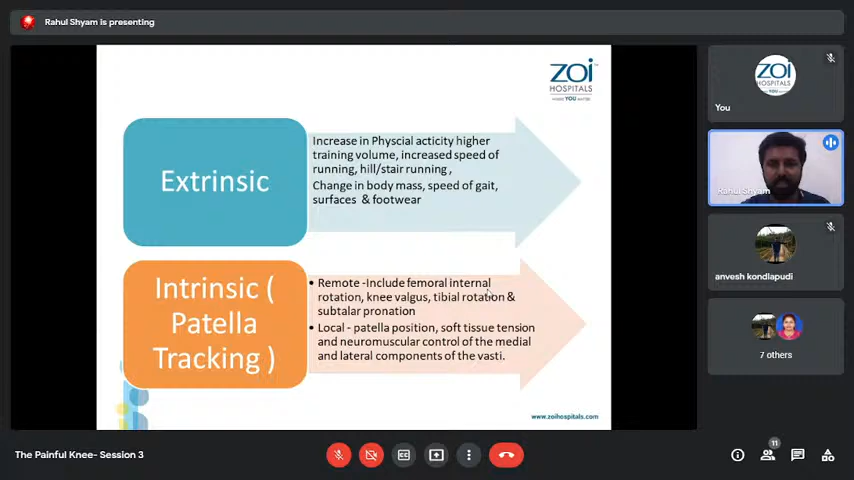 Rahul Shyam is presenting
ZOI
HOSPITALS
WHERE YOU MATTER
Extrinsic
Increase in Physcial acticity higher
training volume, increased speed of
running, hill/stair running ,
Change in body mass, speed of gait,
surfaces & footwear
Intrinsic (
Patella
Tracking )
• Remote -Include femoral internal
rotation, knee valgus, tibial rotation &
subtalar pronation
• Local - patella position, soft tissue tension
and neuromuscular control of the medial
and lateral components of the vasti.
www.zoihospitals.com
ZOI
HOSPITALS
You
Rahul Shyam
anvesh kondlapudi
7 others
The Painful Knee- Session 3
11